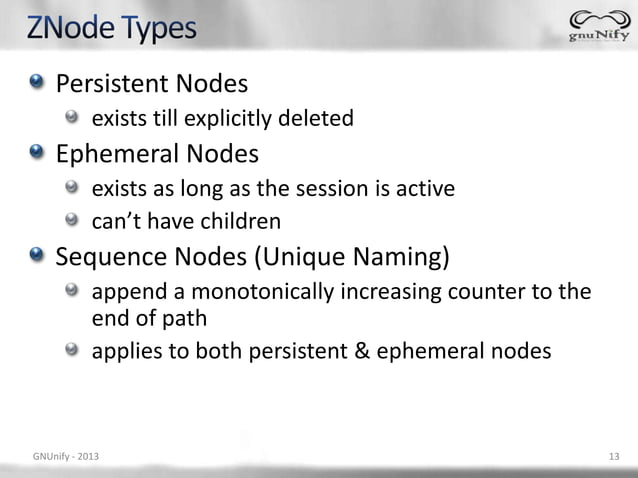 ZNode Types
gnuNify
Persistent Nodes
exists till explicitly deleted
Ephemeral Nodes
exists as long as the session is active
can’t have children
Sequence Nodes (Unique Naming)
append a monotonically increasing counter to the
end of path
applies to both persistent & ephemeral nodes
GNUnify - 2013
13